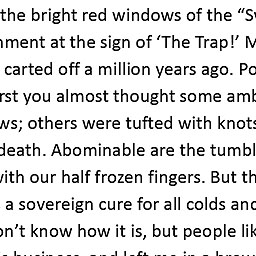 the bright red windows of the “S
nment at the sign of ‘The Trap!’ M
carted off a million years ago. Po
rst you almost thought some amb
ws; others were tufted with knots
death. Abominable are the tumbl
with our half frozen fingers. But th
a sovereign cure for all colds and
on’t know how it is, but people lik